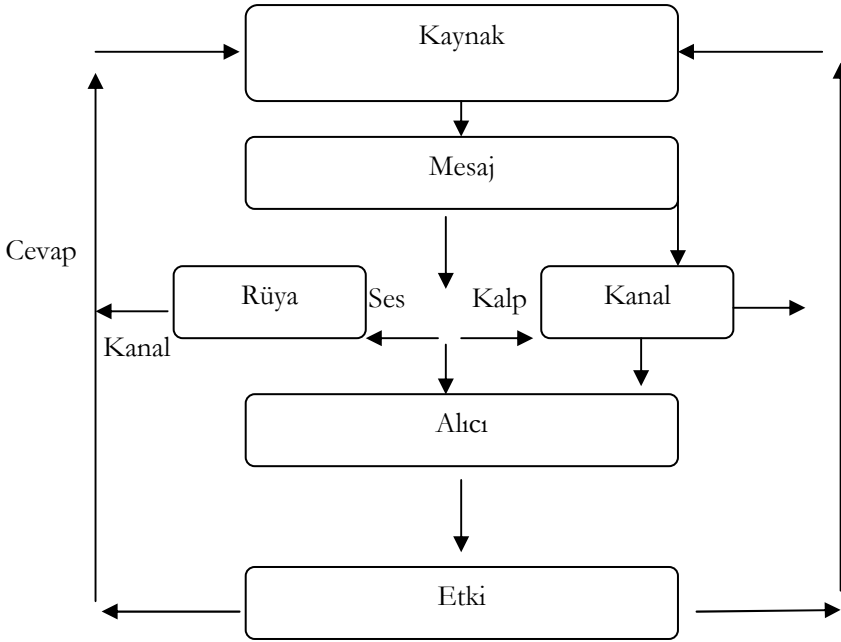 Kaynak
Mesaj
Cevap
Rüya
Ses
Kalp
Kanal
Kanal
Alıcı
Etki